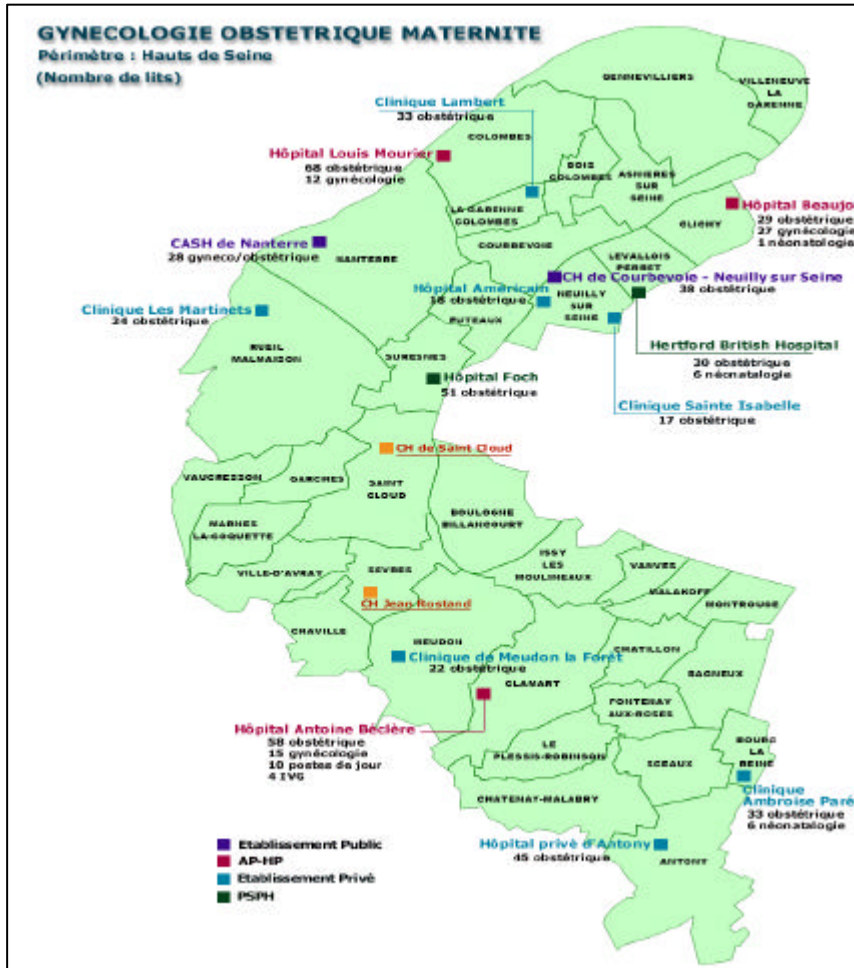 GYNECOLOGIE OBSTETRIQUE MATERNITE
Périmètre : Hauts de Seine
(Nombre de lits)
GENNEVILLIERS
VILLENEUVE
LA
GARENNE
Clinique Lambert
33 obstétrique
COLOMBES
Hôpital Louis Mourier
68 obstétrique
12 gynécologie
BOIS
COLOMBES
ASNIERES
SUR
SEINE
LA GARENNE
COLOMBES
CLICHY
Hôpital Beaujo
29 obstétrique
27 gynécologie
1 néonatologie
CASH de Nanterre
28 gyneco/obstétrique
NANTERRE
COURBEVOIE
LEVALLOIS
PERRET
CH de Courbevoie - Neuilly sur Seine
38 obstétrique
Hôpital Américain
18 obstétrique
NEUILLY
SUR
SEINE
Clinique Les Martinets
24 obstétrique
PUTEAUX
RUEIL
MALMAISON
SURESNES
Hertford British Hospital
30 obstétrique
6 néonatologie
Hôpital Foch
51 obstétrique
Clinique Sainte Isabelle
17 obstétrique
CH de Saint Cloud
VAUCRESSON
GARCHES
SAINT
CLOUD
BOULOGNE
BILLANCOURT
MARNES
LA-COQUETTE
ISSY
LES
MOULINEAUX
VANVES
VILLE-D'AVRAY
SEVRES
MALAKOFF
MONTROUGE
CH Jean Rostand
CHAVILLE
MEUDON
CHATILLON
Clinique de Meudon la Forêt
22 obstétrique
CLAMART
BAGNEUX
FONTENAY
AUX-ROSES
Hôpital Antoine Béclère
58 obstétrique
15 gynécologie
10 postes de jour
4 IVG
LE
PLESSIS-ROBINSON
BOURG
LA
REINE
SCEAUX
CHATENAY-MALABRY
Clinique
Ambroise Paré
33 obstétrique
6 néonatologie
Hôpital privé d'Antony
45 obstétrique
ANTONY
Etablissement Public
AP-HP
Etablissement Privé
PSPH